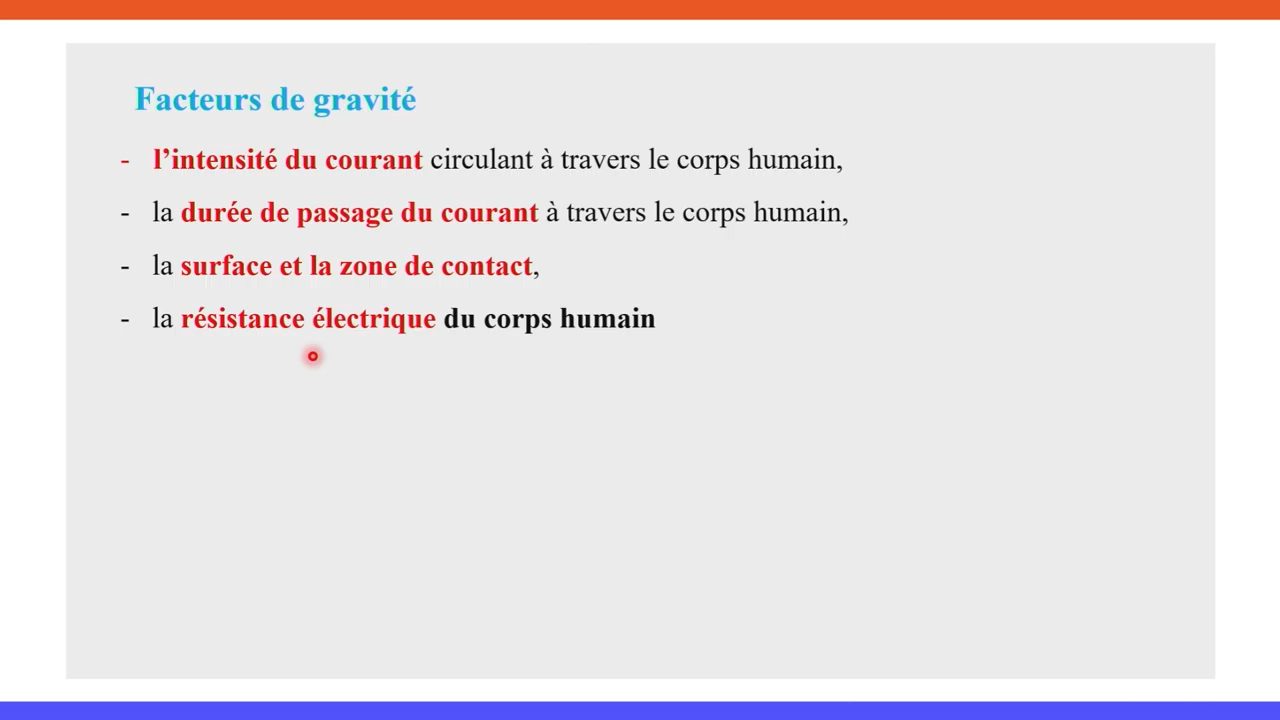 Facteurs de gravité
- l’intensité du courant circulant à travers le corps humain,
- la durée de passage du courant à travers le corps humain,
- la surface et la zone de contact,
- la résistance électrique du corps humain